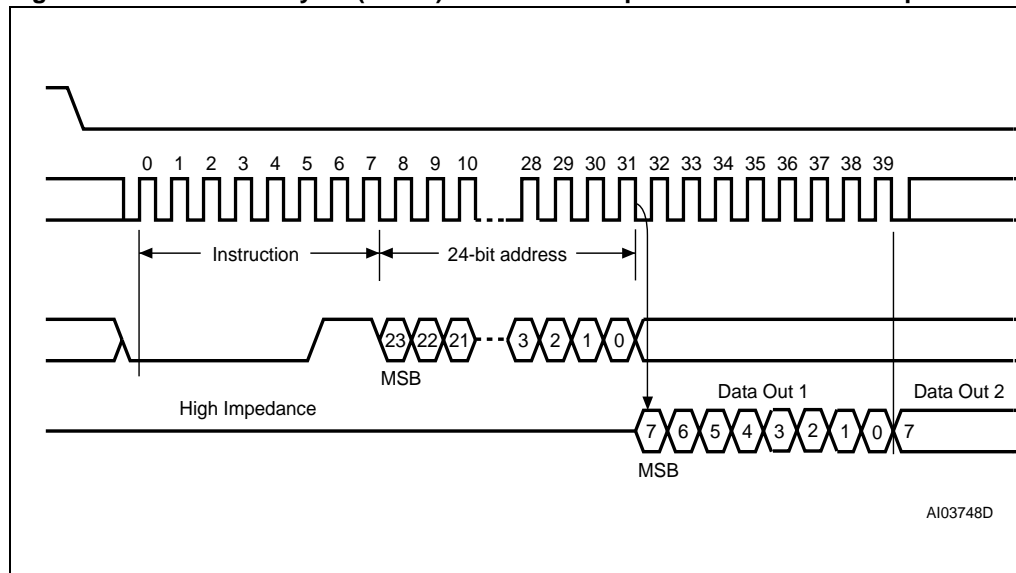 0 1 2 3 4 5 6 7 8 9 10 28 29 30 31 32 33 34 35 36 37 38 39
Instruction 24-bit address
23 22 21 3 2 1 0
MSB
High Impedance Data Out 1 Data Out 2
7 6 5 4 3 2 1 0 7
MSB
AI03748D